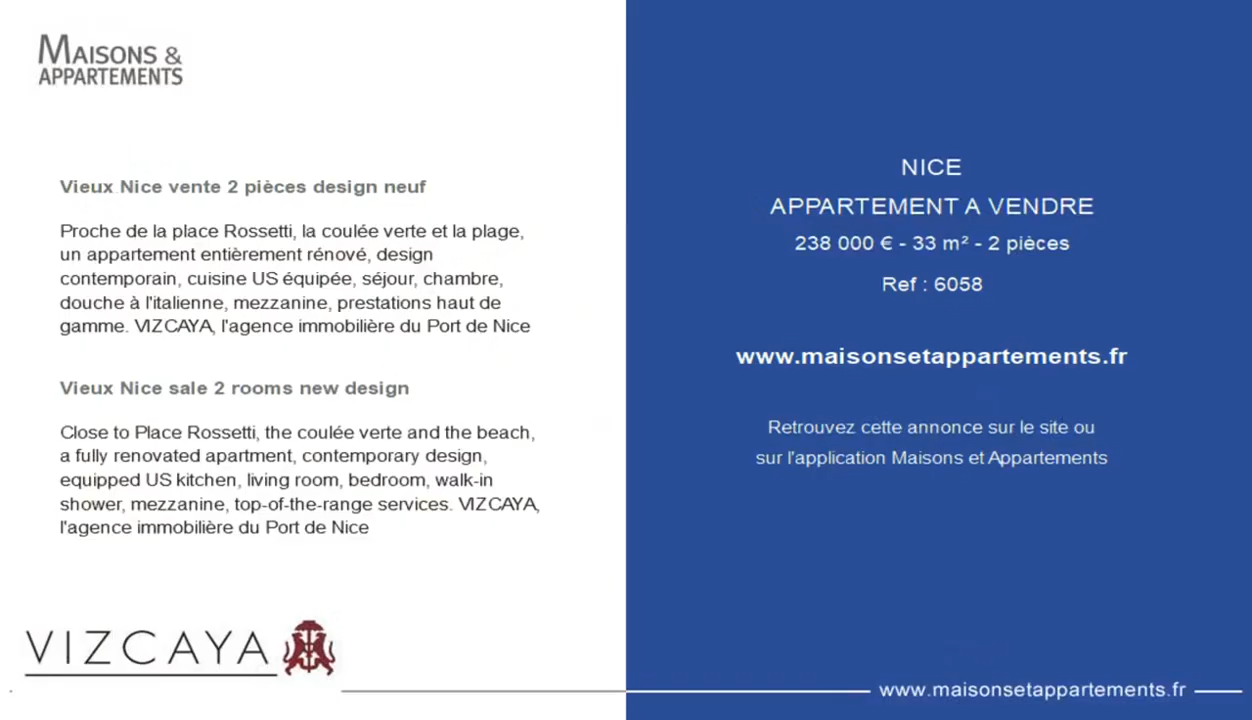 MAISONS &
APPARTEMENTS
Vieux Nice vente 2 pièces design neuf
Proche de la place Rossetti, la coulée verte et la plage,
un appartement entièrement rénové, design
contemporain, cuisine US équipée, séjour, chambre,
douche à l'italienne, mezzanine, prestations haut de
gamme. VIZCAYA, l'agence immobilière du Port de Nice
Vieux Nice sale 2 rooms new design
Close to Place Rossetti, the coulée verte and the beach,
a fully renovated apartment, contemporary design,
equipped US kitchen, living room, bedroom, walk-in
shower, mezzanine, top-of-the-range services. VIZCAYA,
l'agence immobilière du Port de Nice
VIZCAYA
NICE
APPARTEMENT A VENDRE
238 000 € - 33 m² - 2 pièces
Ref : 6058
www.maisonsetappartements.fr
Retrouvez cette annonce sur le site ou
sur l'application Maisons et Appartements
www.maisonsetappartements.fr